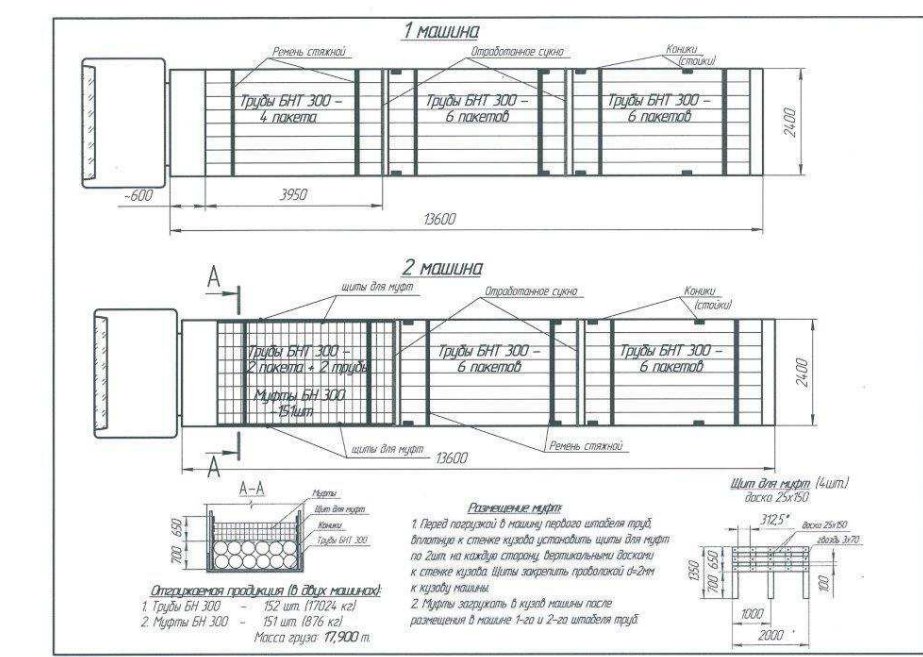 1 машина
Ремень стяжной
Отработанное сукно
Коники
(стойки)
Трубы БНТ 300 –
4 пакета
Трубы БНТ 300 –
6 пакетов
Трубы БНТ 300 –
6 пакетов
2400
~600
3950
13600
2 машина
А
щиты для муфт
Отработанное сукно
Коники
(стойки)
Трубы БНТ 300 –
2 пакета + 2 трубы
Муфты БН 300
151шт
Трубы БНТ 300 –
6 пакетов
Трубы БНТ 300 –
6 пакетов
2400
А
щиты для муфт
Ремень стяжной
13600
А-А
Муфты
Щит для муфт
Коники
Трубы БНТ 300
650
700
Отгружаемая продукция (в двух машинах):
1. Трубы БН 300 – 152 шт. (17024 кг)
2. Муфты БН 300 – 151 шт. (876 кг)
Масса груза: 17,900 т.
Размещение муфт:
1. Перед погрузкой в машину первого штабеля труб,
вплотную к стенке кузова установить щиты для муфт
по 2шт. на каждую сторону, вертикальными досками
к стенке кузова. Щиты закрепить проволокой d=2мм
к кузову машины.
2. Муфты загружать в кузов машины после
размещения в машине 1-го и 2-го штабеля труб.
Щит для муфт (4шт.)
доска 25х150
312,5*
доска 25х150
гвозди 3х70
1350
650
700
100
1000
2000